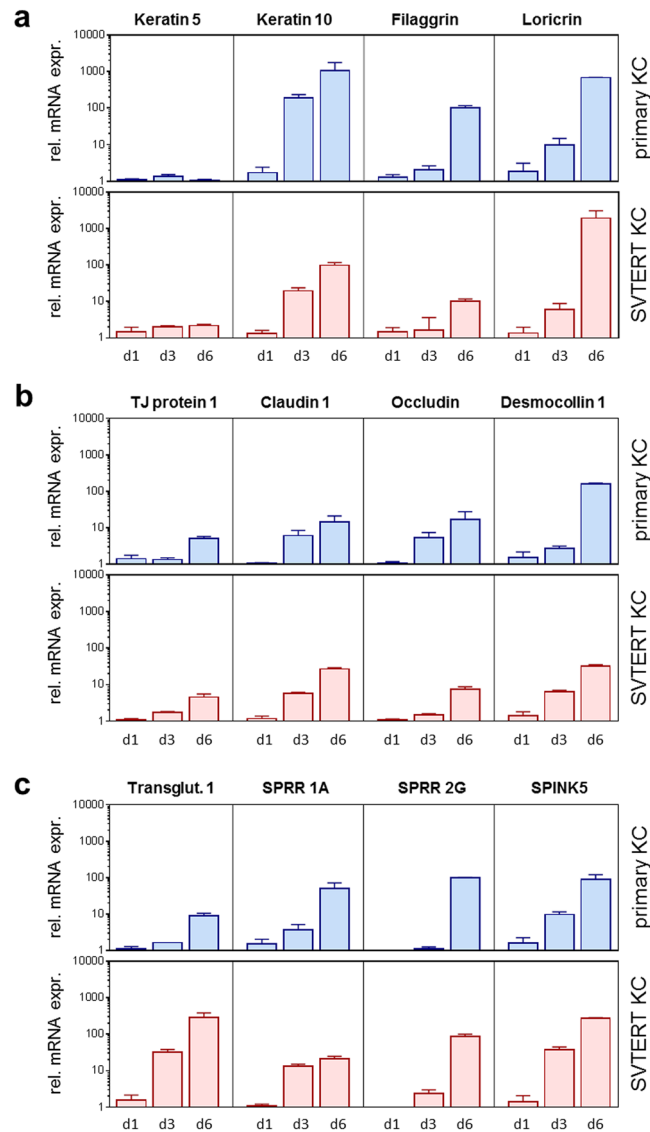 a
Keratin 5 Keratin 10 Filaggrin Loricrin
10000
1000
100
10
1
rel. mRNA expr.
primary KC
10000
1000
100
10
1
rel. mRNA expr.
SVTERT KC
d1 d3 d6 d1 d3 d6 d1 d3 d6 d1 d3 d6
b
TJ protein 1 Claudin 1 Occludin Desmocollin 1
10000
1000
100
10
1
rel. mRNA expr.
primary KC
10000
1000
100
10
1
rel. mRNA expr.
SVTERT KC
d1 d3 d6 d1 d3 d6 d1 d3 d6 d1 d3 d6
c
Transglut. 1 SPRR 1A SPRR 2G SPINK5
10000
1000
100
10
1
rel. mRNA expr.
primary KC
10000
1000
100
10
1
rel. mRNA expr.
SVTERT KC
d1 d3 d6 d1 d3 d6 d1 d3 d6 d1 d3 d6